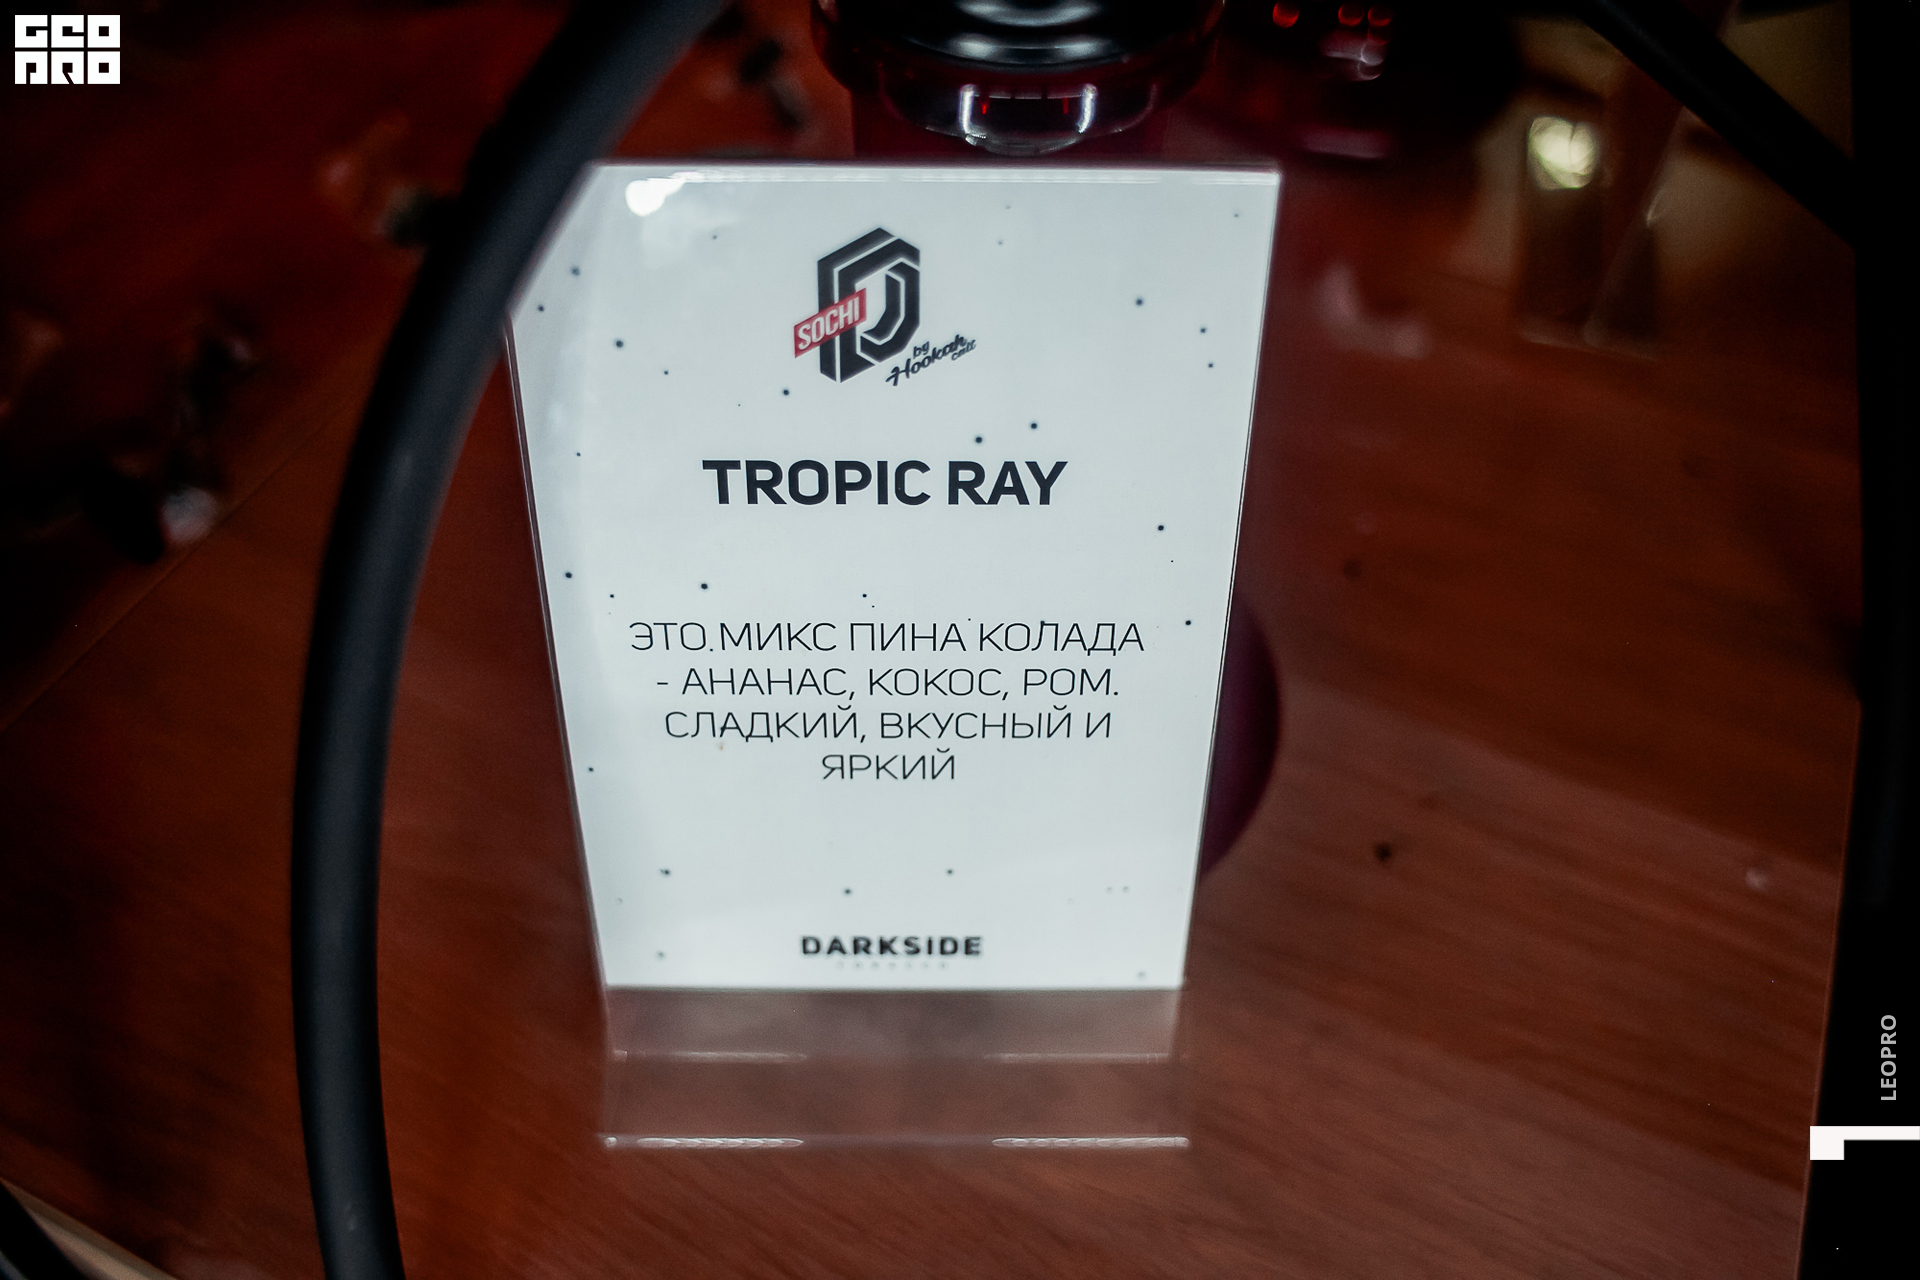 GEO
PRO
SOCHI
by
Hookah
TROPIC RAY
ЭТО МИКС ПИНА КОЛАДА
- АНАНАС, КОКОС, РОМ.
СЛАДКИЙ, ВКУСНЫЙ И
ЯРКИЙ
DARKSIDE
LEOPRO